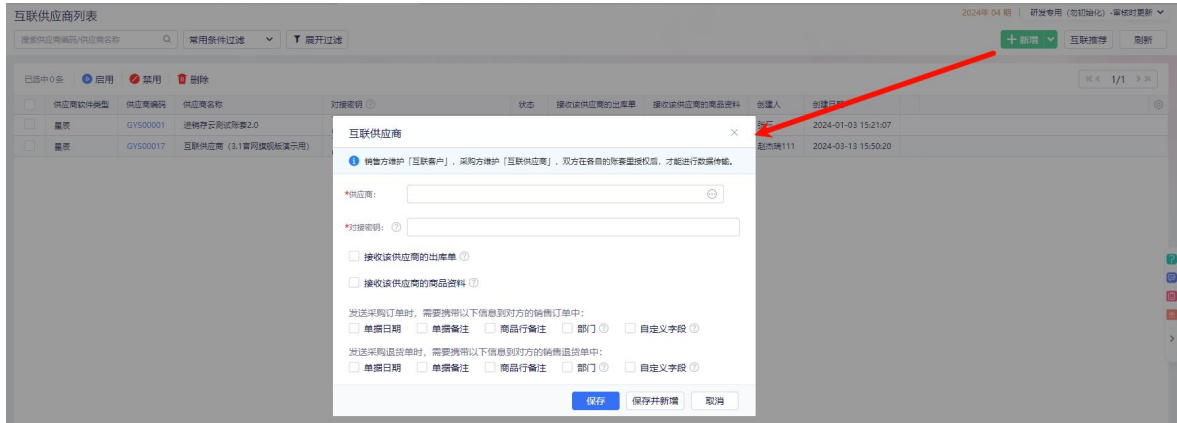 互联供应商列表
2024年 04 期 | 研发专用（勿初始化）-审核时更新
搜索供应商编码/供应商名称 常用条件过滤 展开过滤 新增 互联推荐 刷新
已选中0条 启用 禁用 删除 1/1
供应商软件类型 供应商编码 供应商名称 对接密钥 状态 接收该供应商的出库单 接收该供应商的商品资料 创建人 创建日期
星辰 GYS00001 进销存云测试账套2.0 2024-01-03 15:21:07
星辰 GYS00017 互联供应商（3.1官网旗舰版演示用） 赵杰瑞111 2024-03-13 15:50:20
互联供应商
销售方维护「互联客户」，采购方维护「互联供应商」，双方在各自的账套里授权后，才能进行数据传输。
*供应商：
*对接密钥：
接收该供应商的出库单
接收该供应商的商品资料
发送采购订单时，需要携带以下信息到对方的销售订单中：
单据日期 单据备注 商品行备注 部门 自定义字段
发送采购退货单时，需要携带以下信息到对方的销售退货单中：
单据日期 单据备注 商品行备注 部门 自定义字段
保存 保存并新增 取消